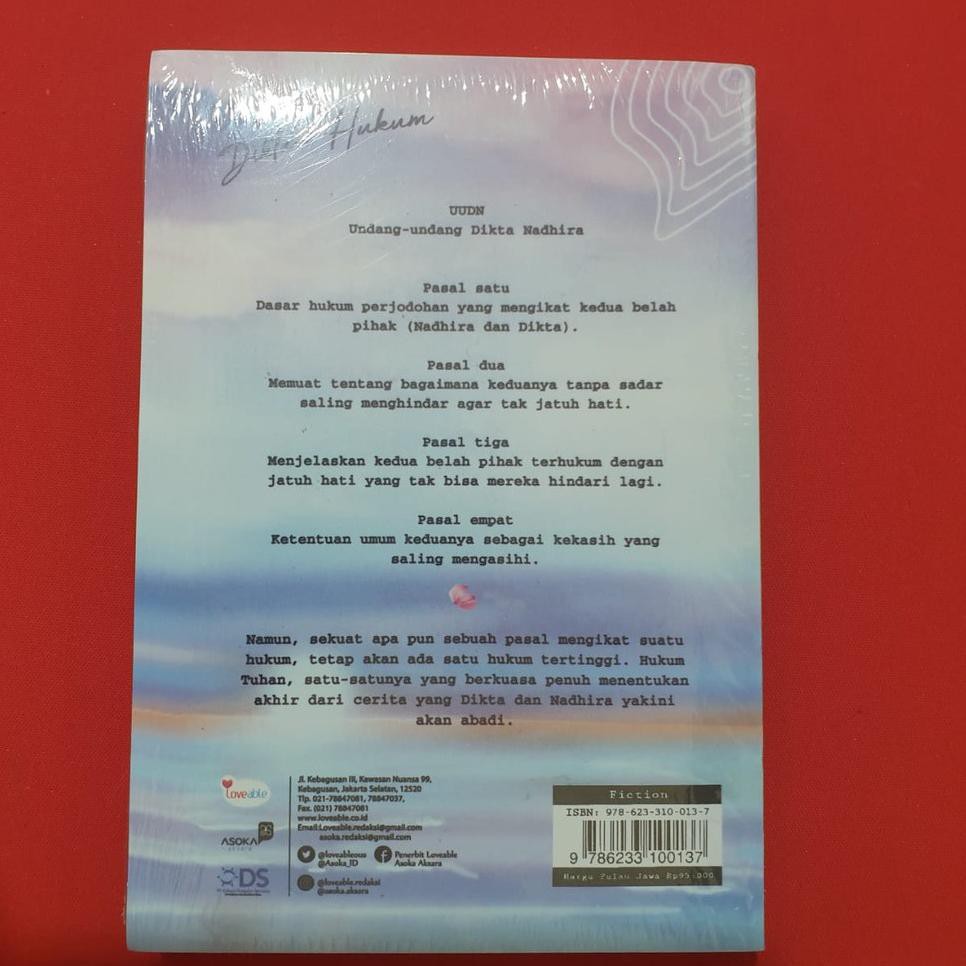 Hukum
UUDN
Undang-undang Dikta Nadhira
Pasal satu
Dasar hukum perjodohan yang mengikat kedua belah
pihak (Nadhira dan Dikta).
Pasal dua
Memuat tentang bagaimana keduanya tanpa sadar
saling menghindar agar tak jatuh hati.
Pasal tiga
Menjelaskan kedua belah pihak terhukum dengan
jatuh hati yang tak bisa mereka hindari lagi.
Pasal empat
Ketentuan umum keduanya sebagai kekasih yang
saling mengasihi.
Namun, sekuat apa pun sebuah pasal mengikat suatu
hukum, tetap akan ada satu hukum tertinggi. Hukum
Tuhan, satu-satunya yang berkuasa penuh menentukan
akhir dari cerita yang Dikta dan Nadhira yakini
akan abadi.
Loveable
ASOKA
AKSARA
DS
Jl. Kebagusan III, Kawasan Nuansa 99,
Kebagusan, Jakarta Selatan, 12520
Tlp. 021-78847081, 78847037,
Fax. (021) 78847081
www.loveable.co.id
Email:Loveable.redaksi@gmail.com
asoka.redaksi@gmail.com
@loveableous
@Asoka_ID
Penerbit Loveable
Asoka Aksara
@loveable.redaksi
@asoka.aksara
Fiction
ISBN: 978-623-310-013-7
9 786233 100137
Harga Pulau Jawa Rp95.000